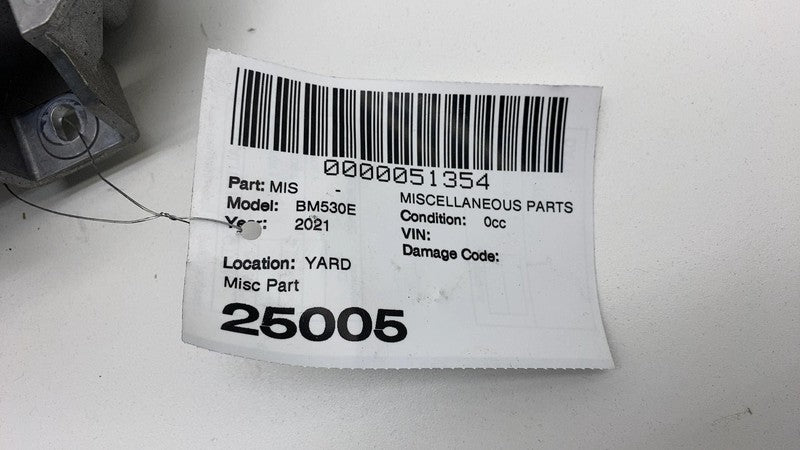 0000051354
Part: MIS -
MISCELLANEOUS PARTS
Model: BM530E
Condition: 0cc
Year: 2021
VIN:
Damage Code:
Location: YARD
Misc Part
25005